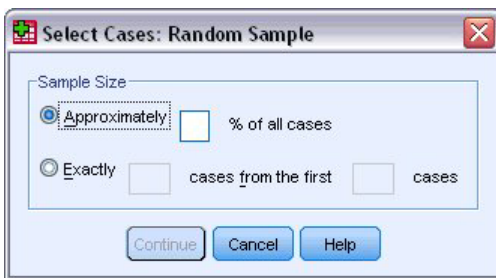 Select Cases: Random Sample
Sample Size
Approximately % of all cases
Exactly cases from the first cases
Continue Cancel Help